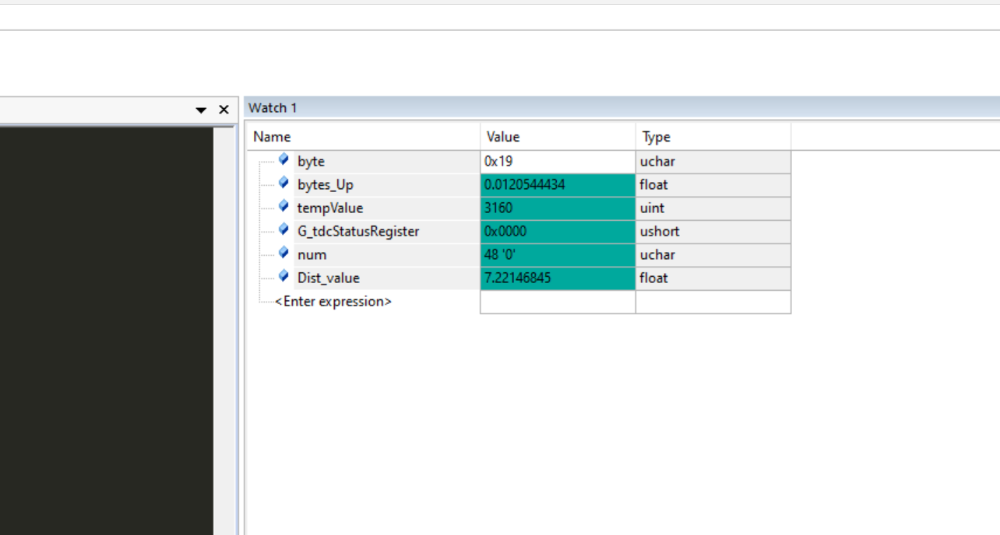 Watch 1
Name Value Type
byte 0x19 uchar
bytes_Up 0.0120544434 float
tempValue 3160 uint
G_tdcStatusRegister 0x0000 ushort
num 48 '0' uchar
Dist_value 7.22146845 float
<Enter expression>